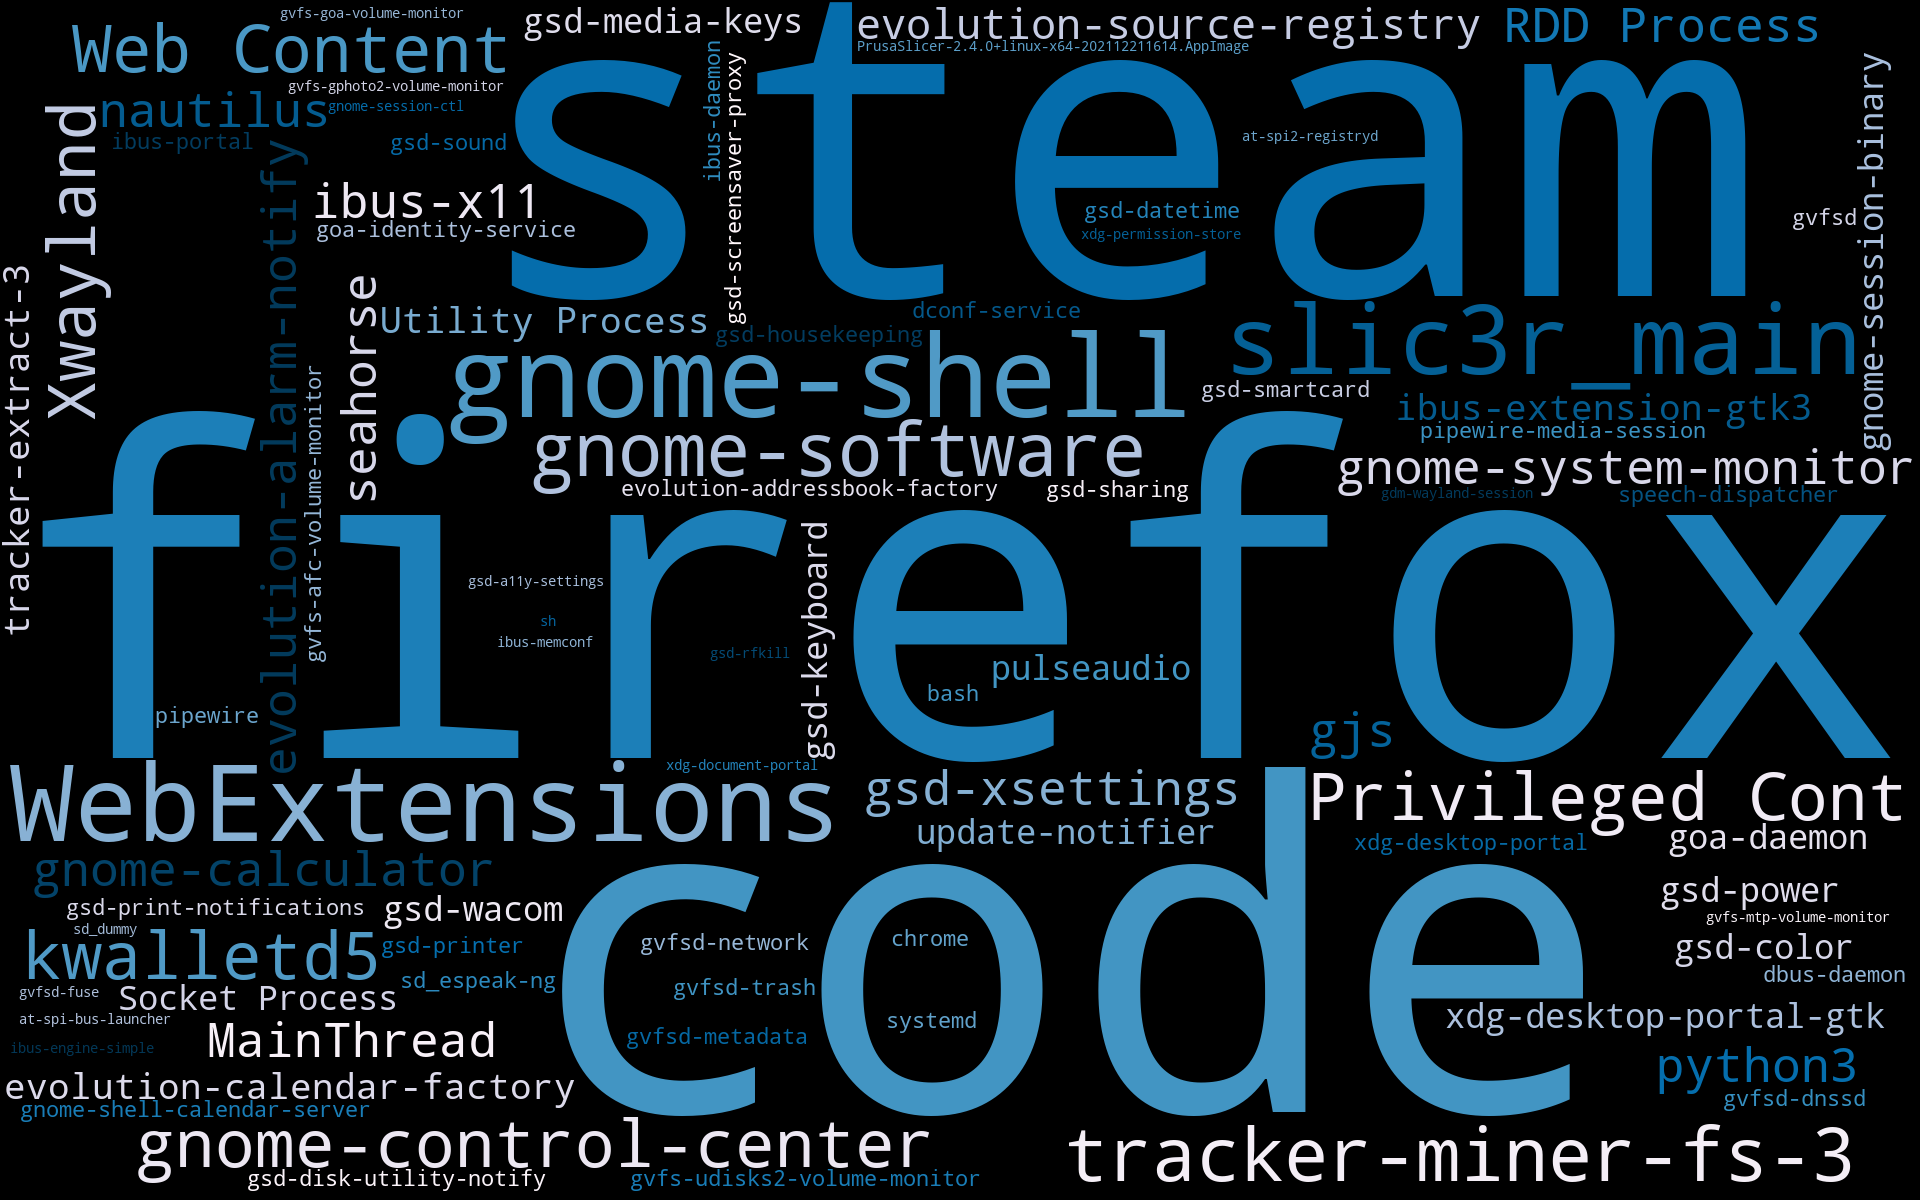 gvfs-goa-volume-monitor
gsd-media-keys
evolution-source-registry
RDD Process
Web Content
PrusaSlicer-2.4.0+linux-x64-202112211614.AppImage
steam
gvfs-gphoto2-volume-monitor
nautilus
gnome-session-ctl
ibus-portal
gsd-sound
ibus-daemon
gsd-screensaver-proxy
at-spi2-registryd
gnome-session-binary
Xwayland
evolution-alarm-notify
ibus-x11
goa-identity-service
gsd-datetime
xdg-permission-store
gvfsd
tracker-extract-3
seahorse
Utility Process
gsd-housekeeping
dconf-service
slic3r_main
gnome-shell
gsd-smartcard
ibus-extension-gtk3
pipewire-media-session
gvfs-afc-volume-monitor
gnome-software
gnome-system-monitor
evolution-addressbook-factory
gsd-sharing
gdm-wayland-session
speech-dispatcher
firefox
gsd-keyboard
gsd-a11y-settings
sh
ibus-memconf
gsd-rfkill
pulseaudio
bash
pipewire
gjs
xdg-document-portal
WebExtensions
gsd-xsettings
Privileged Cont
update-notifier
xdg-desktop-portal
goa-daemon
gnome-calculator
code
gsd-power
gsd-print-notifications
gsd-wacom
gvfs-mtp-volume-monitor
sd_dummy
kwalletd5
gsd-printer
gvfsd-network
chrome
gsd-color
dbus-daemon
sd_espeak-ng
gvfsd-trash
gvfsd-fuse
Socket Process
at-spi-bus-launcher
systemd
xdg-desktop-portal-gtk
MainThread
gvfsd-metadata
ibus-engine-simple
python3
evolution-calendar-factory
gvfsd-dnssd
gnome-shell-calendar-server
gnome-control-center
tracker-miner-fs-3
gsd-disk-utility-notify
gvfs-udisks2-volume-monitor